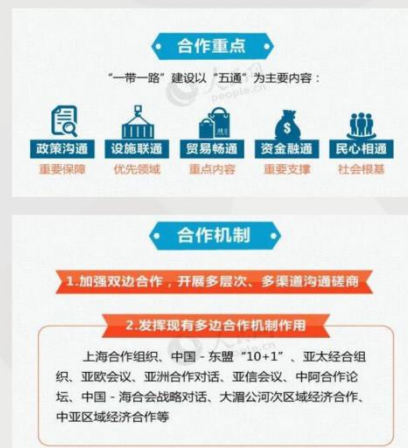 合作重点
"一带一路"建设以"五通"为主要内容：
政策沟通 设施联通 贸易畅通 资金融通 民心相通
重要保障 优先领域 重点内容 重要支撑 社会根基
合作机制
1.加强双边合作，开展多层次、多渠道沟通磋商
2.发挥现有多边合作机制作用
上海合作组织、中国-东盟"10+1"、亚太经合组
织、亚欧会议、亚洲合作对话、亚信会议、中阿合作论
坛、中国-海合会战略对话、大湄公河次区域经济合作、
中亚区域经济合作等